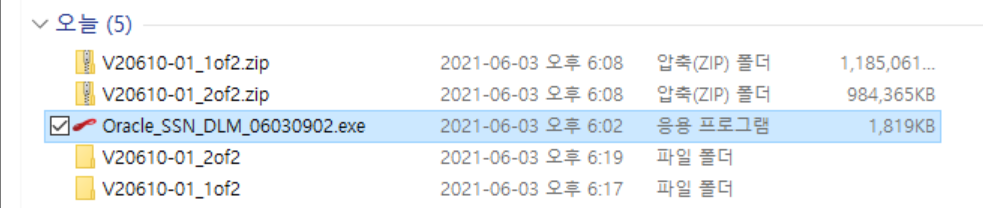 오늘 (5)
V20610-01_1of2.zip 2021-06-03 오후 6:08 압축(ZIP) 폴더 1,185,061...
V20610-01_2of2.zip 2021-06-03 오후 6:08 압축(ZIP) 폴더 984,365KB
Oracle_SSN_DLM_06030902.exe 2021-06-03 오후 6:02 응용 프로그램 1,819KB
V20610-01_2of2 2021-06-03 오후 6:19 파일 폴더
V20610-01_1of2 2021-06-03 오후 6:17 파일 폴더